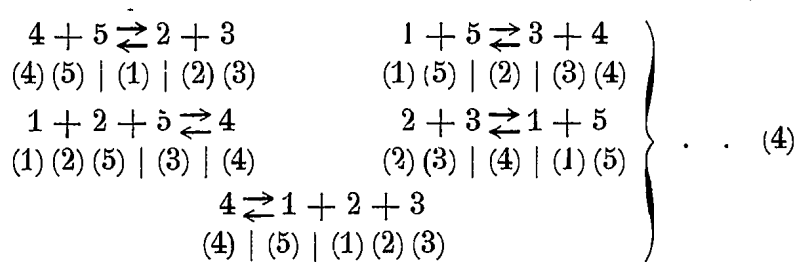 4 + 5 ⇄ 2 + 3 1 + 5 ⇄ 3 + 4
(4) (5) | (1) | (2) (3) (1) (5) | (2) | (3) (4)
1 + 2 + 5 ⇄ 4 2 + 3 ⇄ 1 + 5
(1) (2) (5) | (3) | (4) (2) (3) | (4) | (1) (5) . . (4)
4 ⇄ 1 + 2 + 3
(4) | (5) | (1) (2) (3)